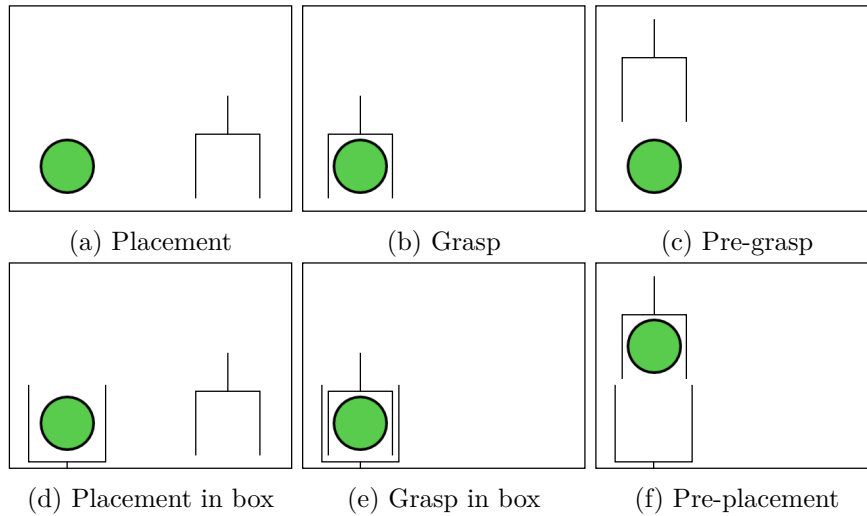 (a) Placement
(b) Grasp
(c) Pre-grasp
(d) Placement in box
(e) Grasp in box
(f) Pre-placement